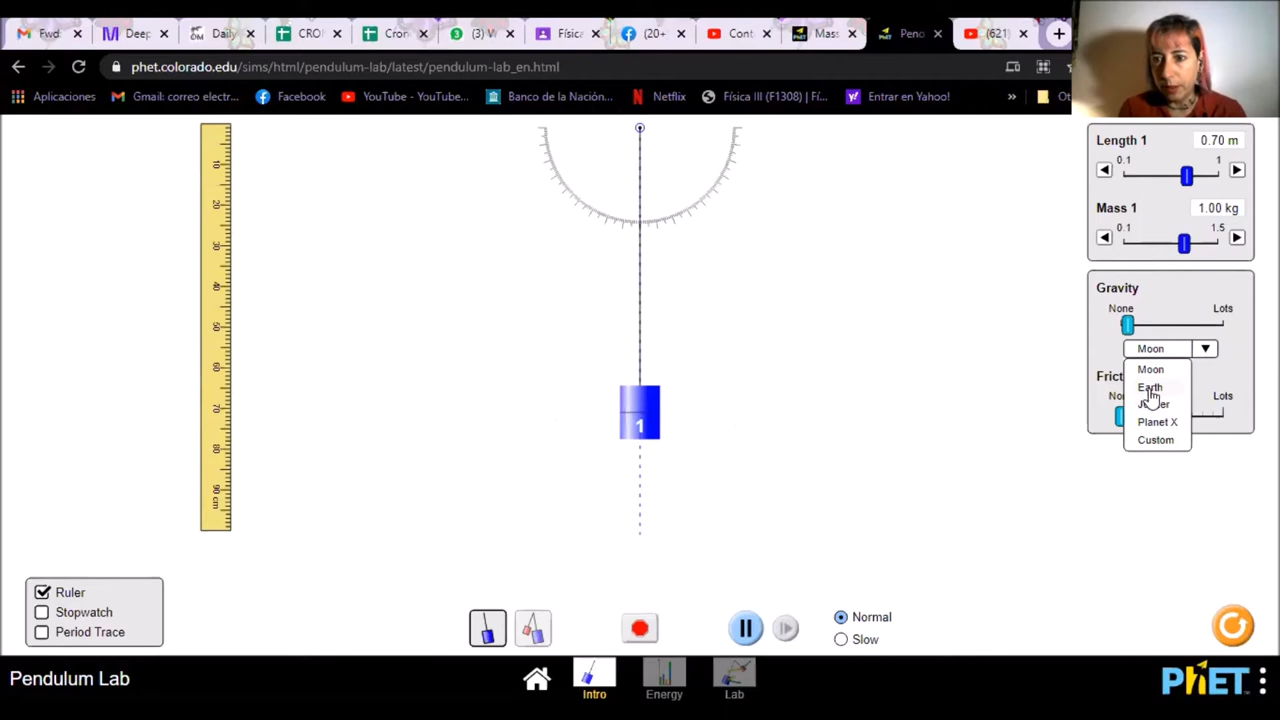 Fwd:
Deep
Daily
CRO
Cron
(3) W
Física
(20+
Cont
Mass
Pend
(621)
phet.colorado.edu/sims/html/pendulum-lab/latest/pendulum-lab_en.html
Aplicaciones
Gmail: correo electr...
Facebook
YouTube - YouTube...
Banco de la Nación...
Netflix
Física III (F1308) | Fí...
Entrar en Yahoo!
»
Ot
10
20
30
40
50
60
70
80
90 cm
1
Length 1
0.70 m
0.1
1
Mass 1
1.00 kg
0.1
1.5
Gravity
None
Lots
Moon
Moon
Earth
Planet X
Custom
Lots
Ruler
Stopwatch
Period Trace
Normal
Slow
Pendulum Lab
Intro
Energy
Lab
PhET